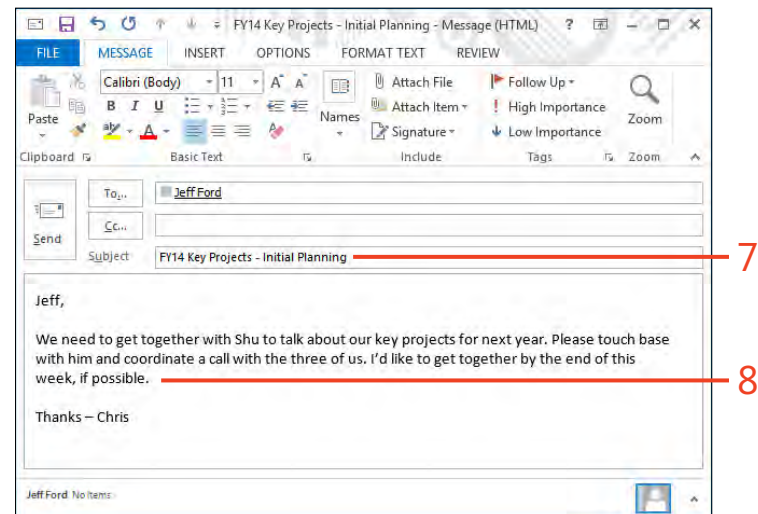 FY14 Key Projects - Initial Planning - Message (HTML) ?
FILE MESSAGE INSERT OPTIONS FORMAT TEXT REVIEW
Calibri (Body) 11 A A Attach File Follow Up
Paste B I U Names Attach Item ! High Importance Zoom
aby A Signature Low Importance
Clipboard Basic Text Include Tags Zoom
To... Jeff Ford
Send Cc...
Subject FY14 Key Projects - Initial Planning 7
Jeff,
We need to get together with Shu to talk about our key projects for next year. Please touch base
with him and coordinate a call with the three of us. I'd like to get together by the end of this
week, if possible. 8
Thanks – Chris
Jeff Ford No Items